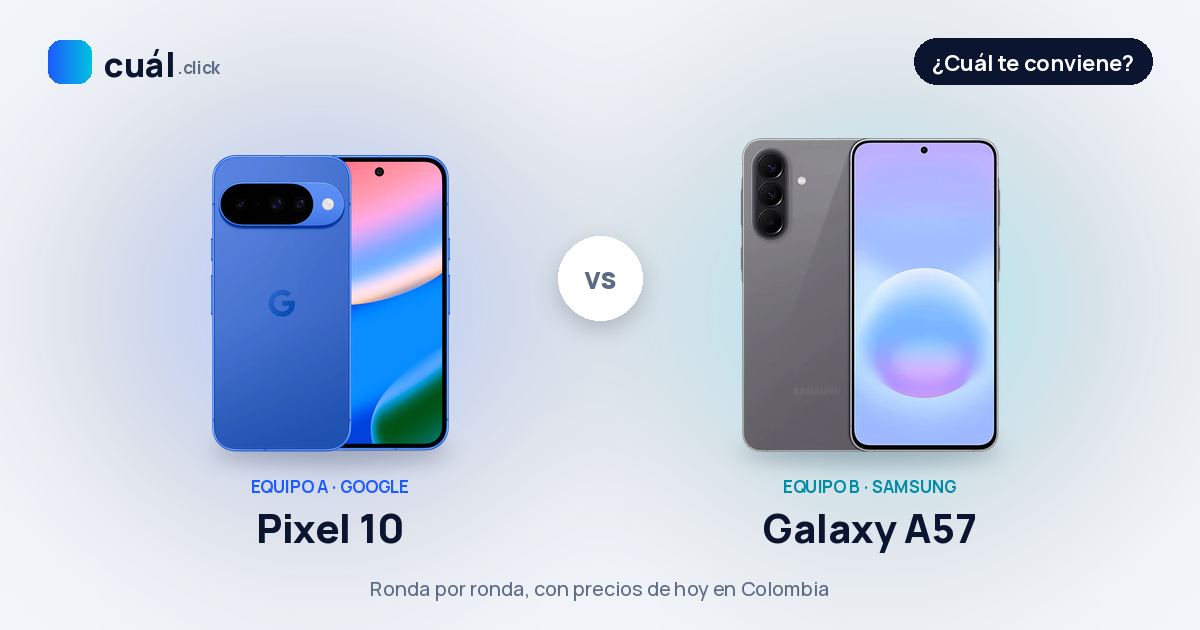 cuál.click
¿Cuál te conviene?
G
SAMSUNG
VS
EQUIPO A · GOOGLE
Pixel 10
EQUIPO B · SAMSUNG
Galaxy A57
Ronda por ronda, con precios de hoy en Colombia